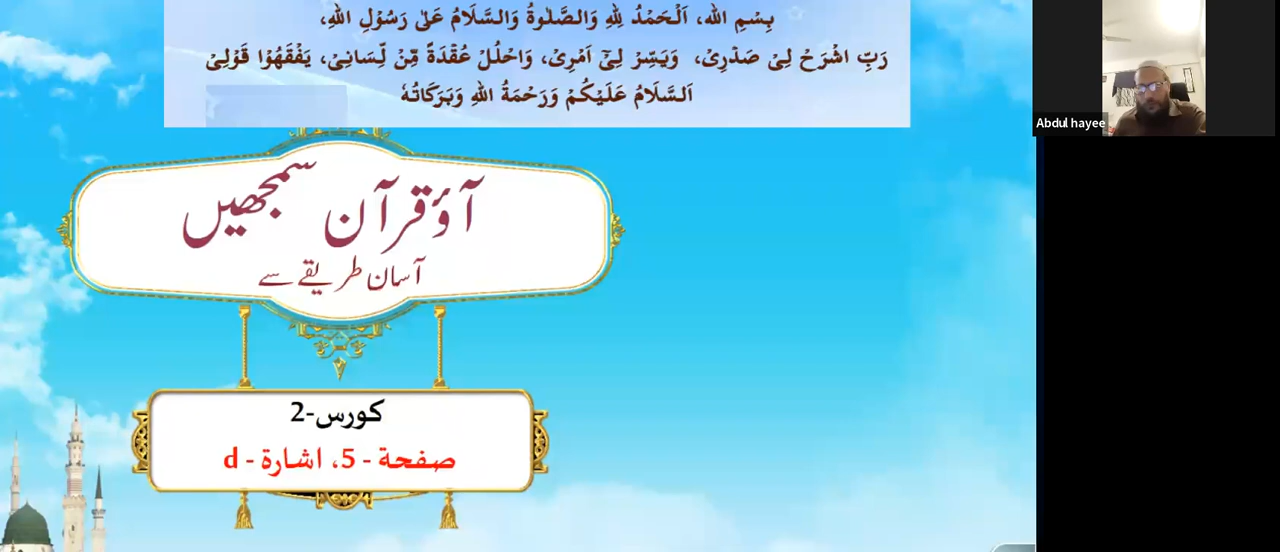 بِسْمِ اللہ، اَلْحَمْدُ لِلّٰهِ وَالصَّلٰوةُ وَالسَّلَامُ عَلٰى رَسُوْلِ اللهِ،
رَبِّ اشْرَحْ لِیْ صَدْرِیْ، وَيَسِّرْ لِیْٓ اَمْرِیْ، وَاحْلُلْ عُقْدَةً مِّنْ لِّسَانِیْ، يَفْقَهُوْا قَوْلِیْ
اَلسَّلَامُ عَلَيْكُمْ وَرَحْمَةُ اللهِ وَبَرَكَاتُهٗ
Abdul hayee
آؤ قرآن سمجھیں
آسان طریقے سے
کورس-2
صفحة - 5، اشارة - d